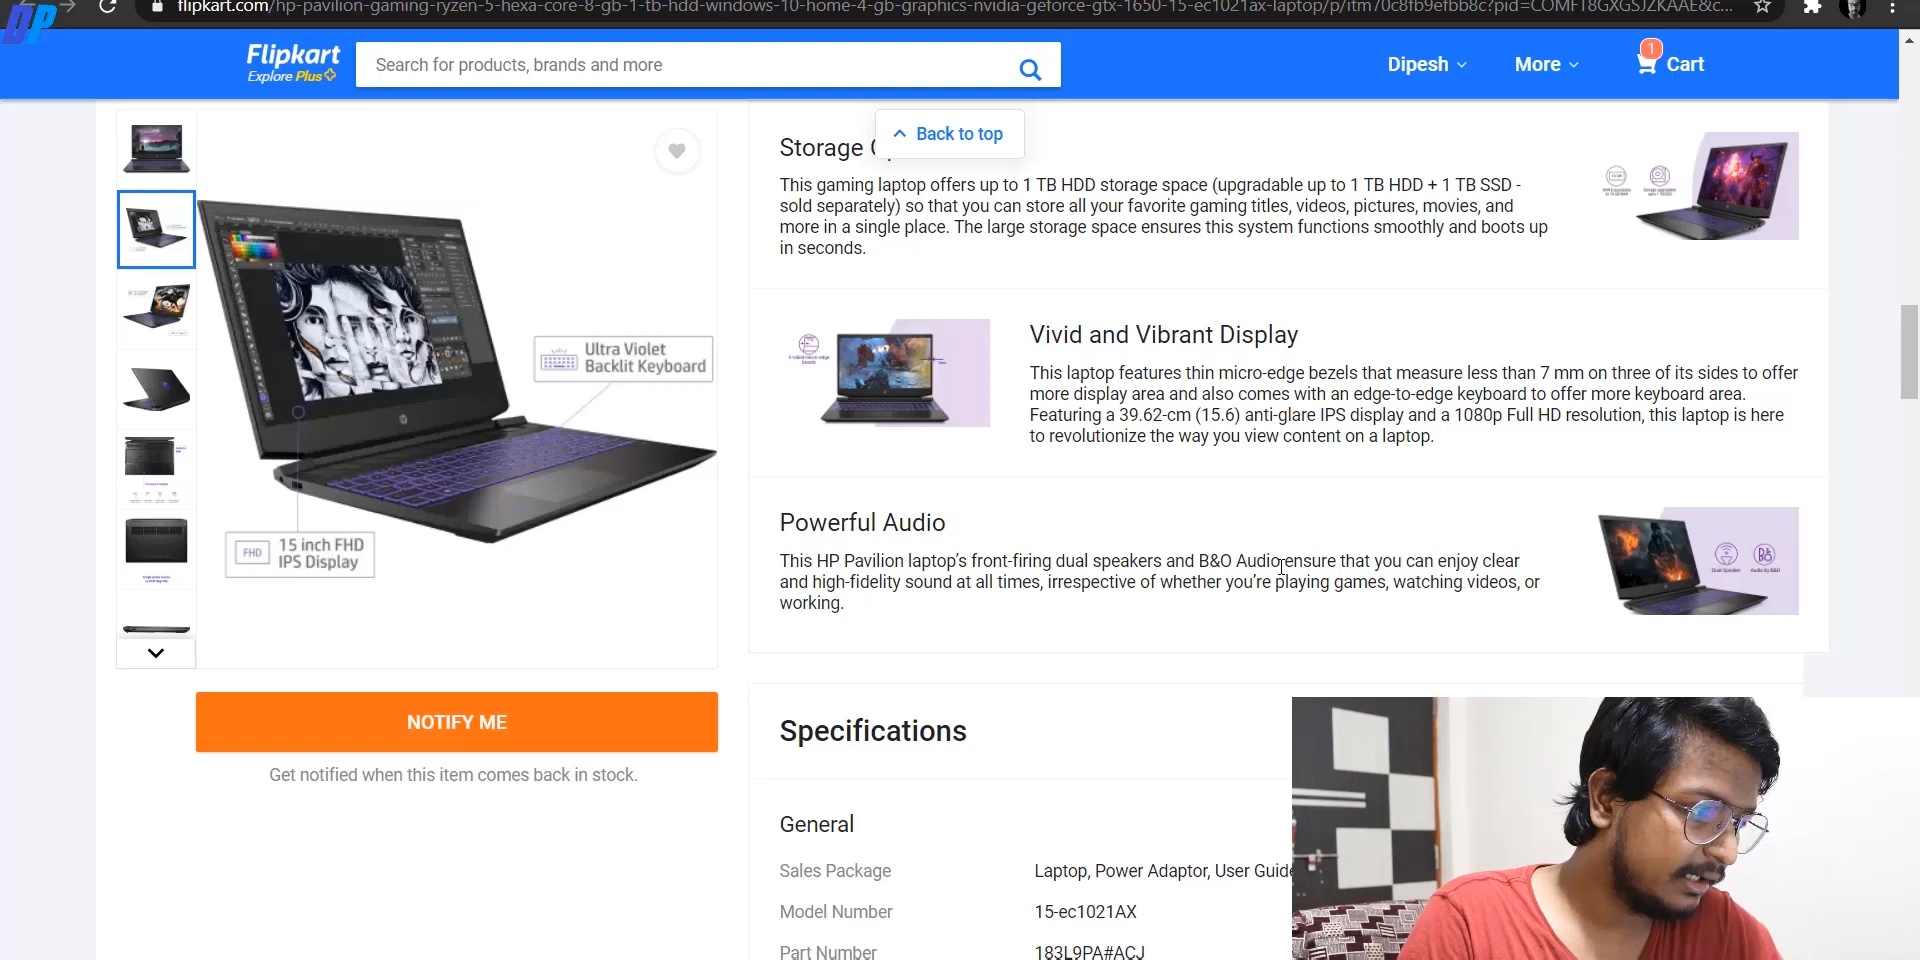 DP
flipkart.com/hp-pavilion-gaming-ryzen-5-hexa-core-8-gb-1-tb-hdd-windows-10-home-4-gb-graphics-nvidia-geforce-gtx-1650-15-ec1021ax-laptop/p/itm70c8fb9efbb8c?pid=COMFT8GXGSJZKAAE&c...
Flipkart
Explore Plus
Search for products, brands and more
Dipesh
More
1
Cart
Back to top
Storage
This gaming laptop offers up to 1 TB HDD storage space (upgradable up to 1 TB HDD + 1 TB SSD -
sold separately) so that you can store all your favorite gaming titles, videos, pictures, movies, and
more in a single place. The large storage space ensures this system functions smoothly and boots up
in seconds.
Vivid and Vibrant Display
This laptop features thin micro-edge bezels that measure less than 7 mm on three of its sides to offer
more display area and also comes with an edge-to-edge keyboard to offer more keyboard area.
Featuring a 39.62-cm (15.6) anti-glare IPS display and a 1080p Full HD resolution, this laptop is here
to revolutionize the way you view content on a laptop.
Powerful Audio
This HP Pavilion laptop's front-firing dual speakers and B&O Audio ensure that you can enjoy clear
and high-fidelity sound at all times, irrespective of whether you're playing games, watching videos, or
working.
Dual Speaker
Audio By B&O
Ultra Violet
Backlit Keyboard
FHD
15 inch FHD
IPS Display
NOTIFY ME
Get notified when this item comes back in stock.
Specifications
General
Sales Package
Laptop, Power Adaptor, User Guide
Model Number
15-ec1021AX
Part Number
183L9PA#ACJ